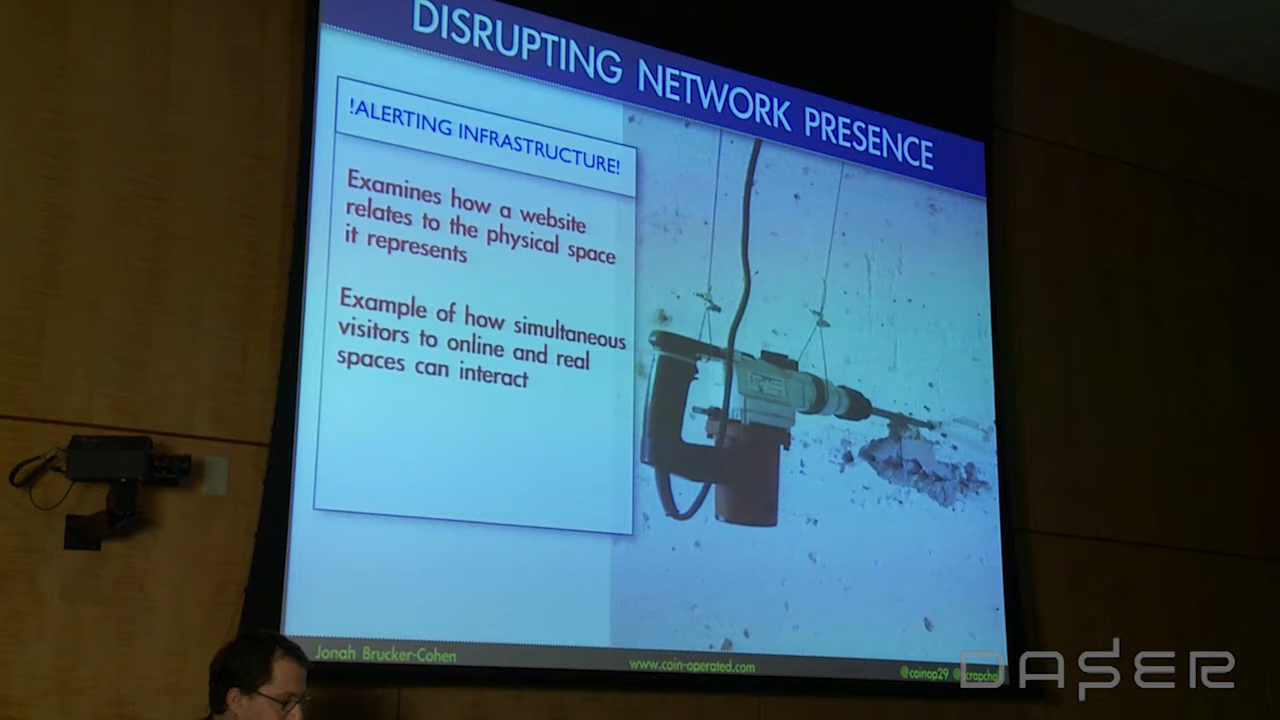 DISRUPTING NETWORK PRESENCE
!ALERTING INFRASTRUCTURE!
Examines how a website
relates to the physical space
it represents
Example of how simultaneous
visitors to online and real
spaces can interact
Jonah Brucker-Cohen
www.coin-operated.com
@coinop29
DASER